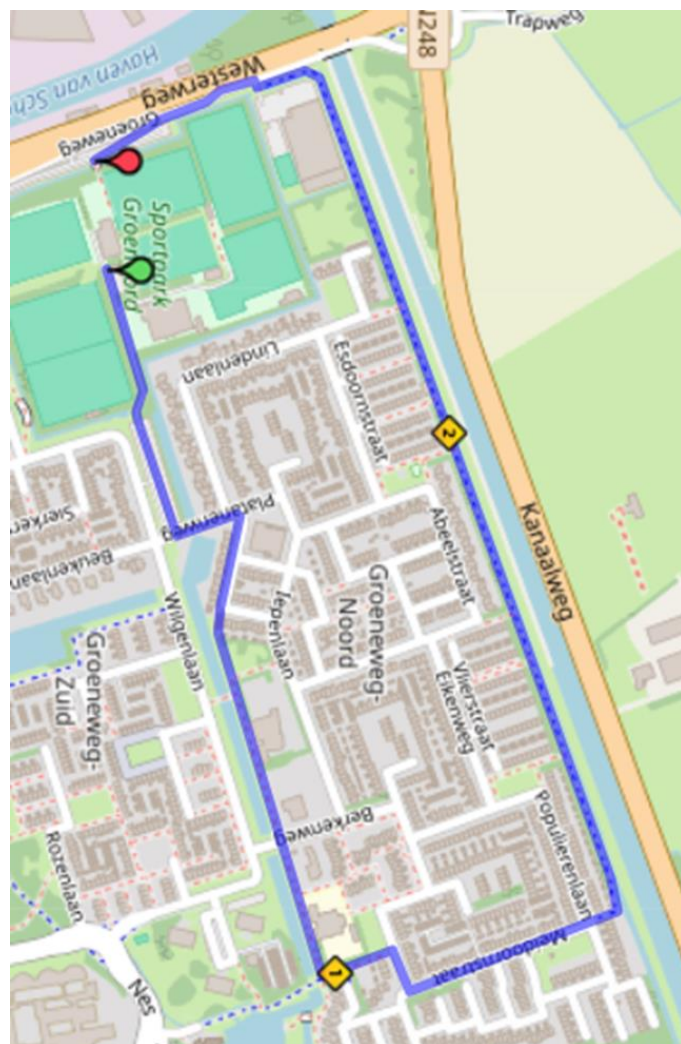 Trapweg
N248
Haven van Sch
Westerweg
Groeneweg
Sportpark
Groenoord
Lindenlaan
Esdoornstraat
2
Platanenweg
Sierker
Beukenlaan
Abeelstraat
Kanaalweg
Groeneweg-
Noord
Iepenlaan
Wilgenlaan
Groeneweg-
Zuid
Vlierstraat
Eikenweg
Berkenweg
Populierenlaan
Rozenlaan
Meidoornstraat
1
Nes